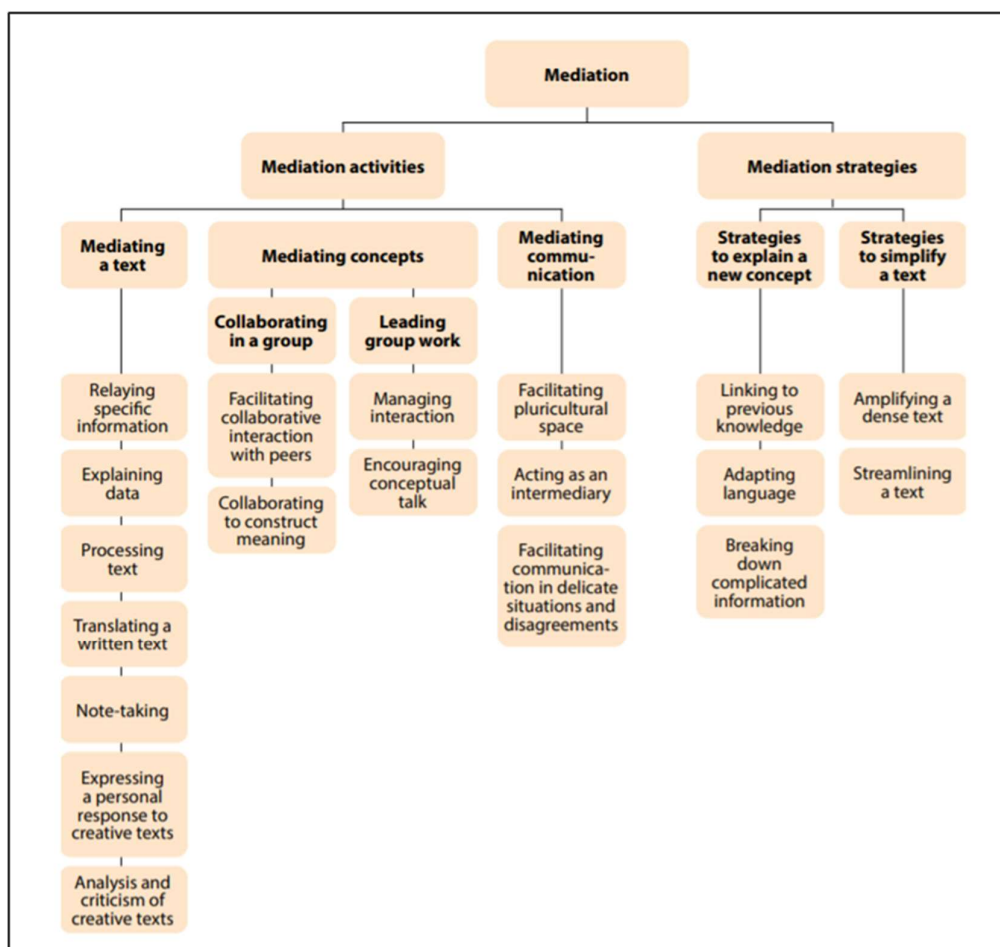 Mediation
Mediation activities
Mediation strategies
Mediating
a text
Mediating concepts
Mediating
commu-
nication
Strategies
to explain a
new concept
Strategies
to simplify
a text
Collaborating
in a group
Leading
group work
Relaying
specific
information
Explaining
data
Processing
text
Translating a
written text
Note-taking
Expressing
a personal
response to
creative texts
Analysis and
criticism of
creative texts
Facilitating
collaborative
interaction
with peers
Collaborating
to construct
meaning
Managing
interaction
Encouraging
conceptual
talk
Facilitating
pluricultural
space
Acting as an
intermediary
Facilitating
communica-
tion in delicate
situations and
disagreements
Linking to
previous
knowledge
Adapting
language
Breaking
down
complicated
information
Amplifying a
dense text
Streamlining
a text